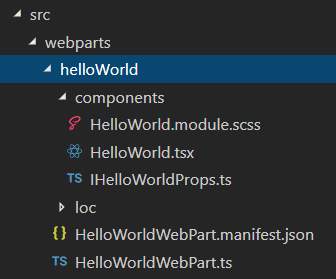 src
webparts
helloWorld
components
HelloWorld.module.scss
HelloWorld.tsx
TS IHelloWorldProps.ts
loc
{ } HelloWorldWebPart.manifest.json
TS HelloWorldWebPart.ts